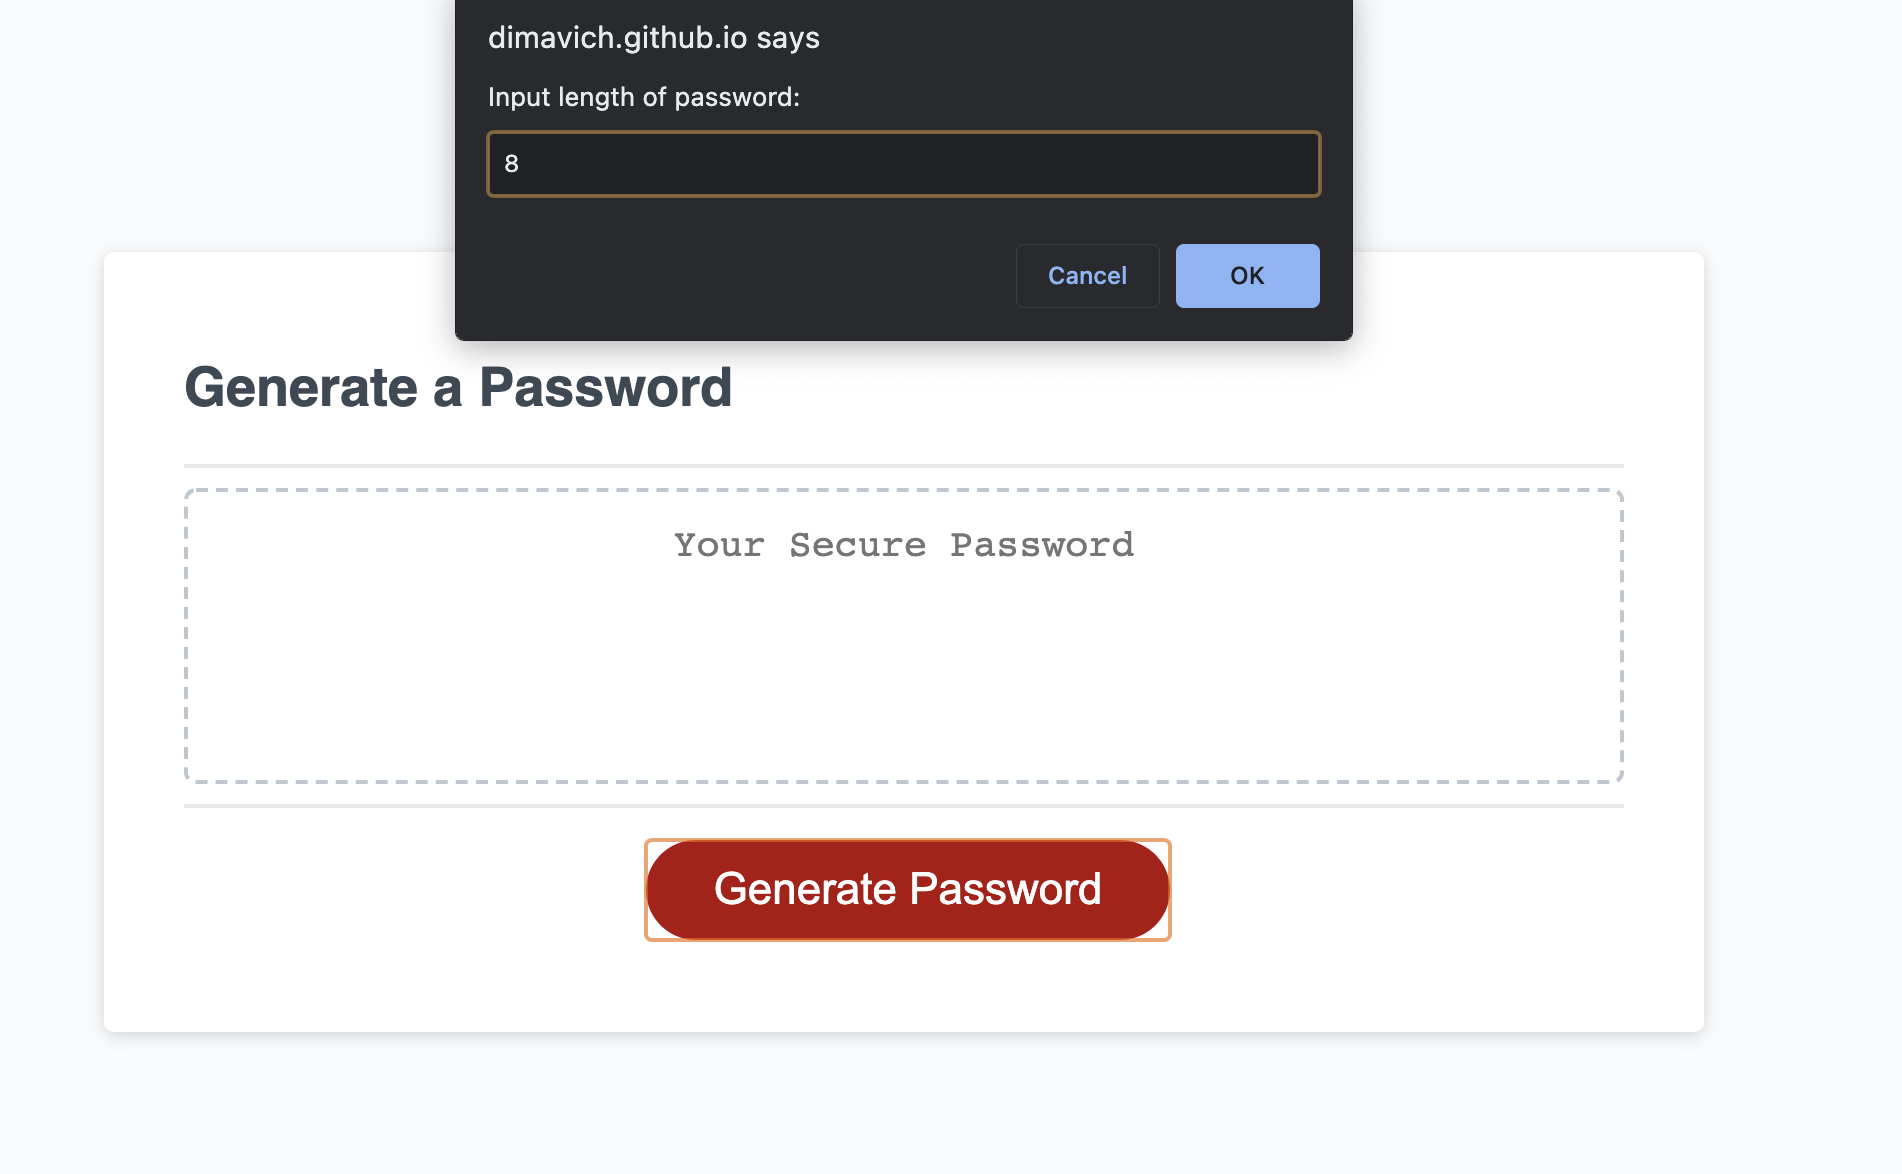 dimavich.github.io says
Input length of password:
8
Cancel OK
Generate a Password
Your Secure Password
Generate Password